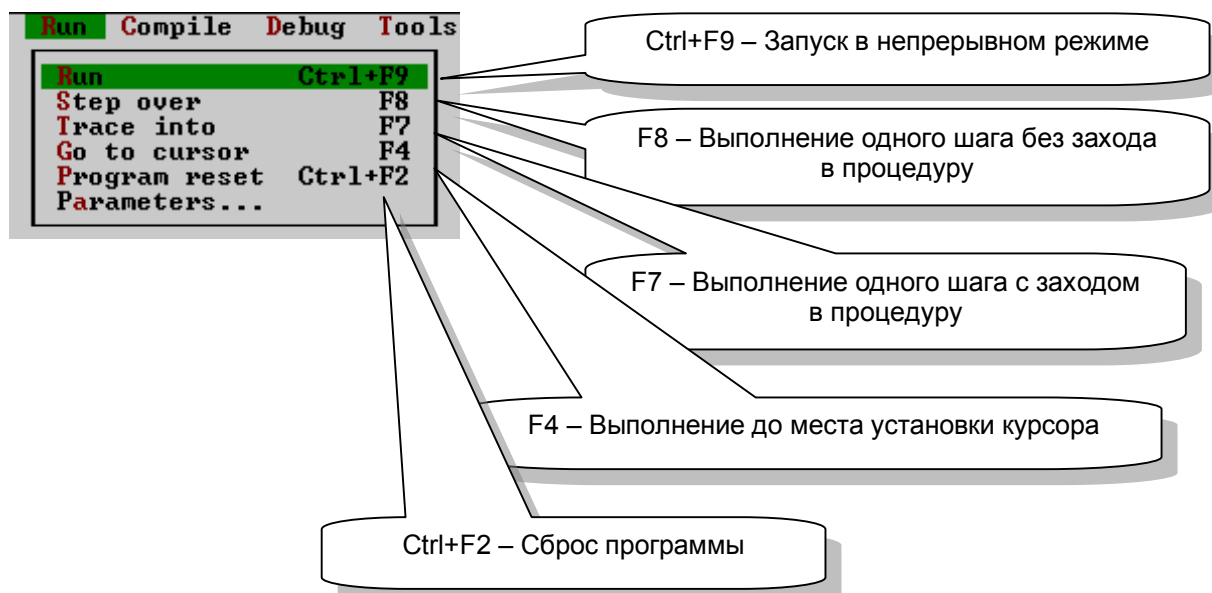 Run Compile Debug Tools
Run Ctrl+F9
Step over F8
Trace into F7
Go to cursor F4
Program reset Ctrl+F2
Parameters...
Ctrl+F9 – Запуск в непрерывном режиме
F8 – Выполнение одного шага без захода
в процедуру
F7 – Выполнение одного шага с заходом
в процедуру
F4 – Выполнение до места установки курсора
Ctrl+F2 – Сброс программы